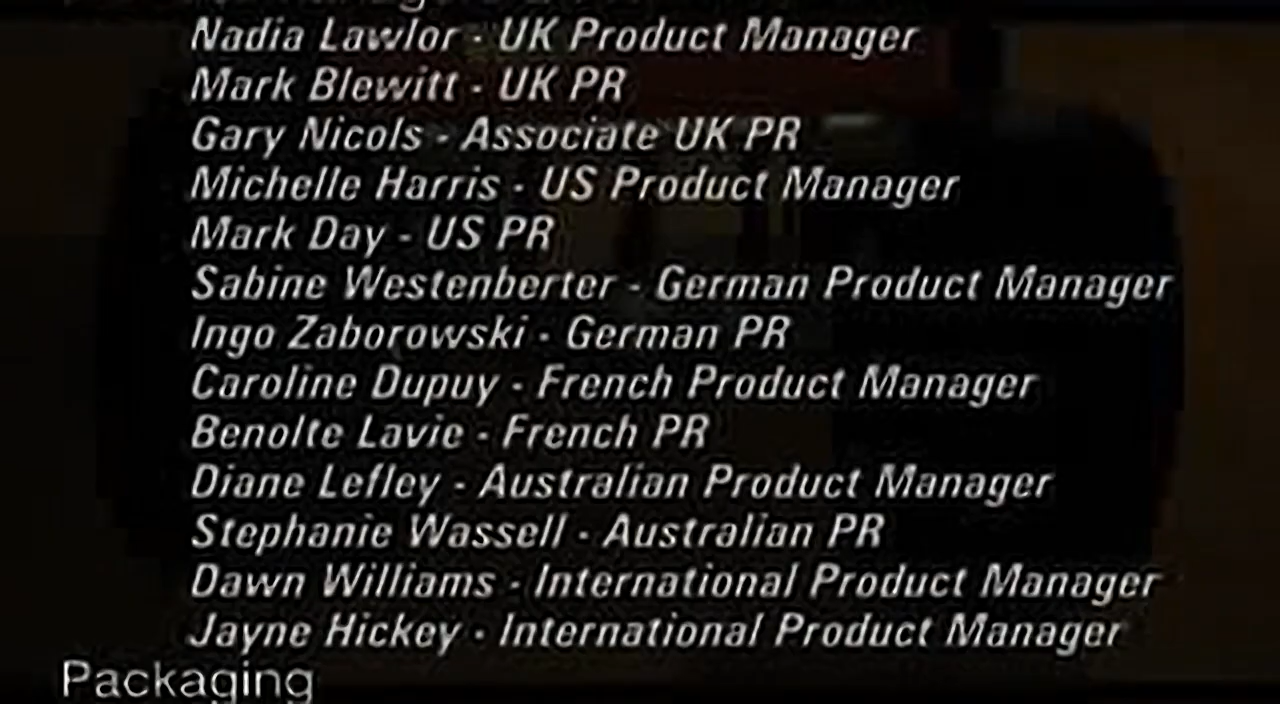 Nadia Lawlor - UK Product Manager
Mark Blewitt - UK PR
Gary Nicols - Associate UK PR
Michelle Harris - US Product Manager
Mark Day - US PR
Sabine Westenberter - German Product Manager
Ingo Zaborowski - German PR
Caroline Dupuy - French Product Manager
Benolte Lavie - French PR
Diane Lefley - Australian Product Manager
Stephanie Wassell - Australian PR
Dawn Williams - International Product Manager
Jayne Hickey - International Product Manager
Packaging